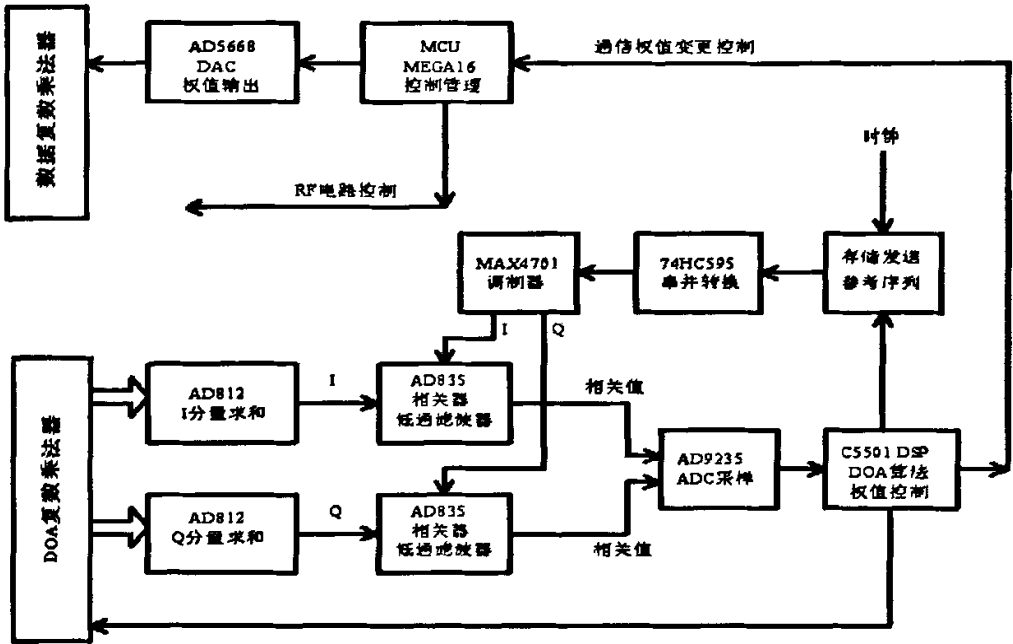 数据复数乘法器
AD5668
DAC
权值输出
MCU
MEGA16
控制管理
通信权值变更控制
RF电路控制
时钟
MAX4701
调制器
74HC595
串并转换
存储发送
参考序列
I
Q
DOA复数乘法器
AD812
I分量求和
I
AD835
相关器
低通滤波器
相关值
AD9235
ADC采样
C5501 DSP
DOA算法
权值控制
AD812
Q分量求和
Q
AD835
相关器
低通滤波器
相关值